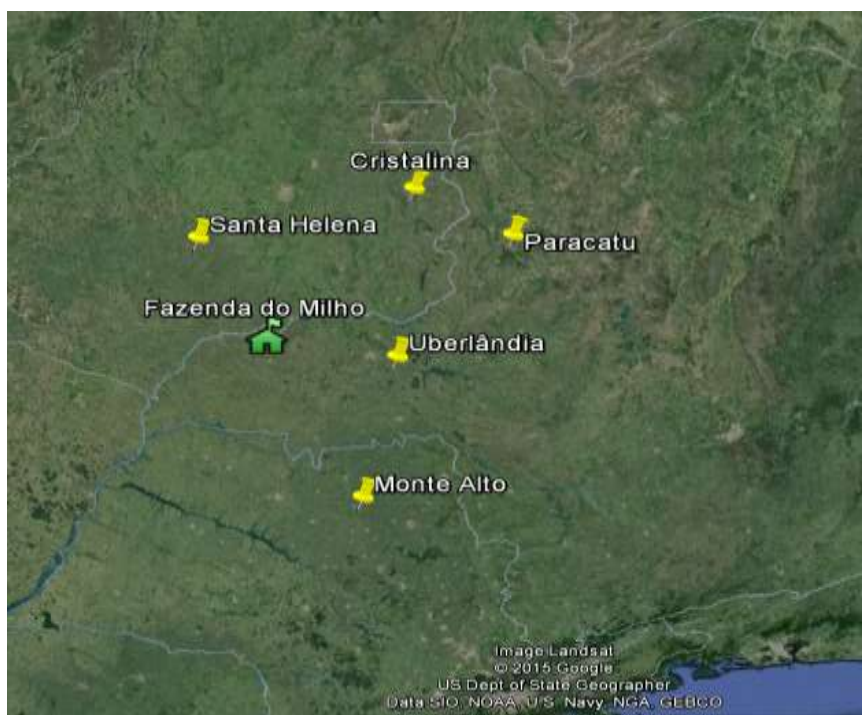 Cristalina
Santa Helena
Paracatu
Fazenda do Milho
Uberlândia
Monte Alto
Image Landsat
© 2015 Google
US Dept of State Geographer
Data SIO, NOAA, U.S. Navy, NGA, GEBCO